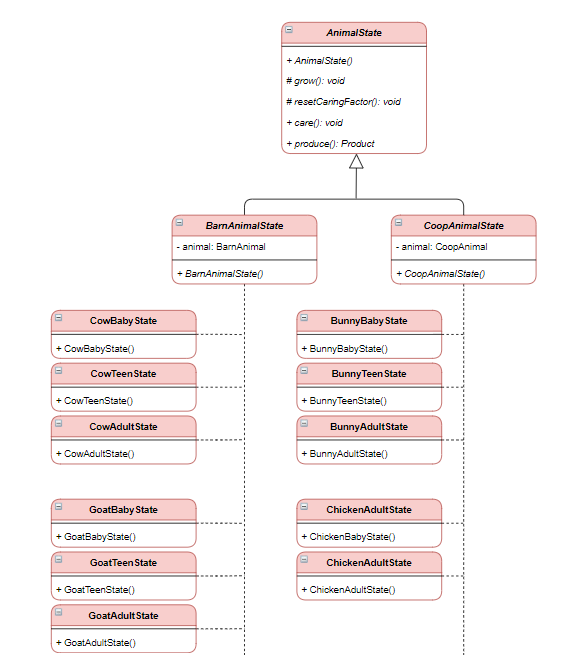 AnimalState
+ AnimalState()
# grow(): void
# resetCaringFactor(): void
+ care(): void
+ produce(): Product
BarnAnimalState
- animal: BarnAnimal
+ BarnAnimalState()
CoopAnimalState
- animal: CoopAnimal
+ CoopAnimalState()
CowBabyState
+ CowBabyState()
CowTeenState
+ CowTeenState()
CowAdultState
+ CowAdultState()
GoatBabyState
+ GoatBabyState()
GoatTeenState
+ GoatTeenState()
GoatAdultState
+ GoatAdultState()
BunnyBabyState
+ BunnyBabyState()
BunnyTeenState
+ BunnyTeenState()
BunnyAdultState
+ BunnyAdultState()
ChickenAdultState
+ ChickenBabyState()
ChickenAdultState
+ ChickenAdultState()